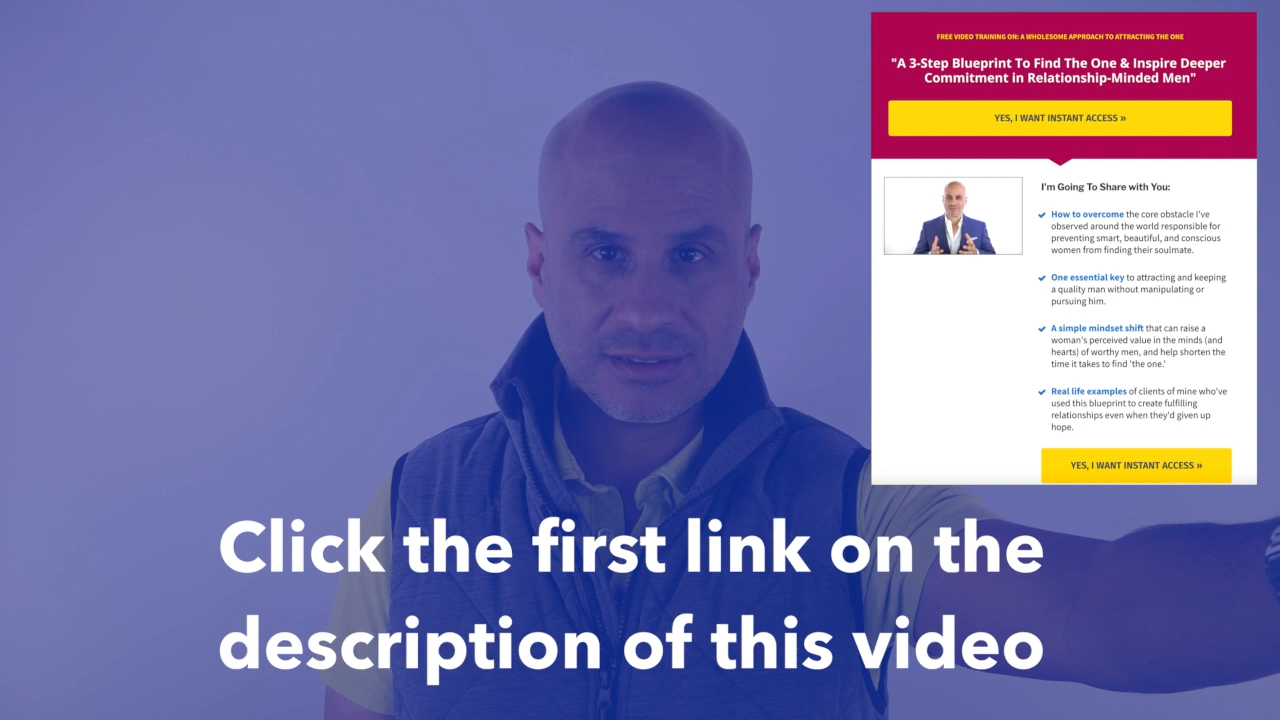 FREE VIDEO TRAINING ON: A WHOLESOME APPROACH TO ATTRACTING THE ONE
"A 3-Step Blueprint To Find The One & Inspire Deeper
Commitment in Relationship-Minded Men"
YES, I WANT INSTANT ACCESS »
I'm Going To Share with You:
How to overcome the core obstacle I've
observed around the world responsible for
preventing smart, beautiful, and conscious
women from finding their soulmate.
One essential key to attracting and keeping
a quality man without manipulating or
pursuing him.
A simple mindset shift that can raise a
woman's perceived value in the minds (and
hearts) of worthy men, and help shorten the
time it takes to find 'the one.'
Real life examples of clients of mine who've
used this blueprint to create fulfilling
relationships even when they'd given up
hope.
YES, I WANT INSTANT ACCESS »
Click the first link on the
description of this video